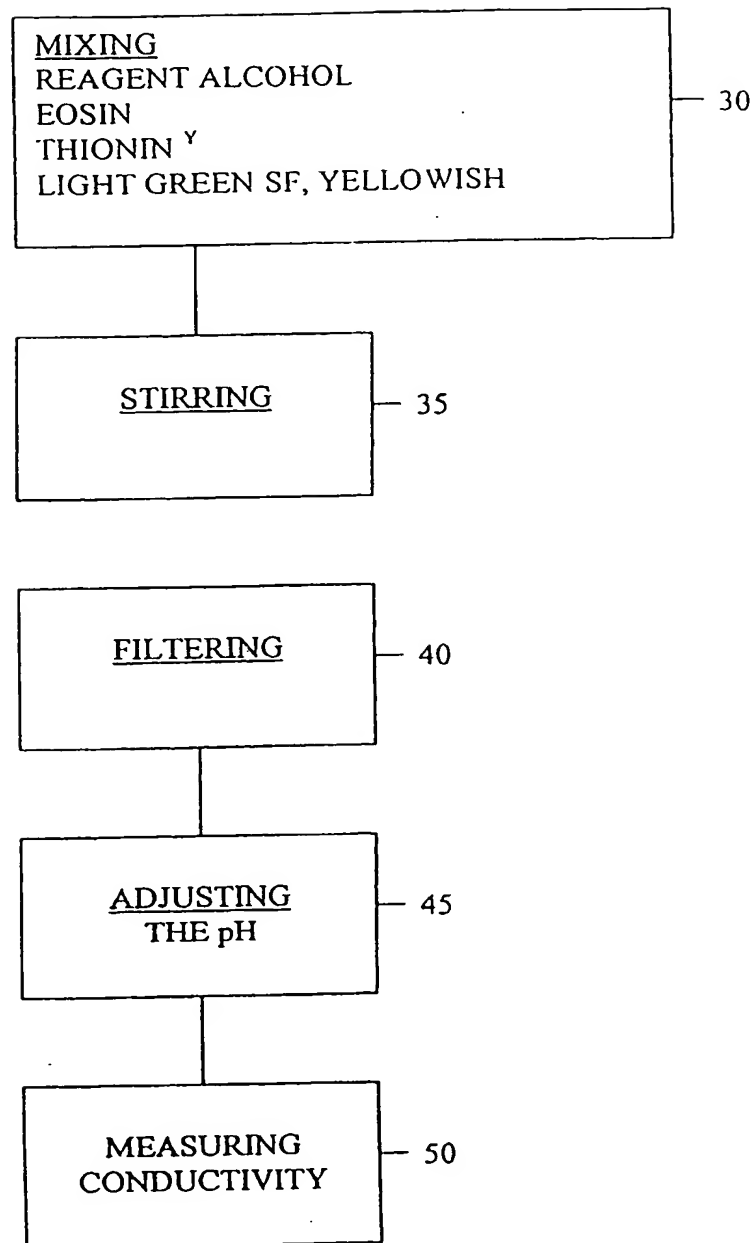 MIXING
REAGENT ALCOHOL
EOSIN
THIONIN Y
LIGHT GREEN SF, YELLOWISH
30
STIRRING
35
FILTERING
40
ADJUSTING
THE pH
45
MEASURING
CONDUCTIVITY
50